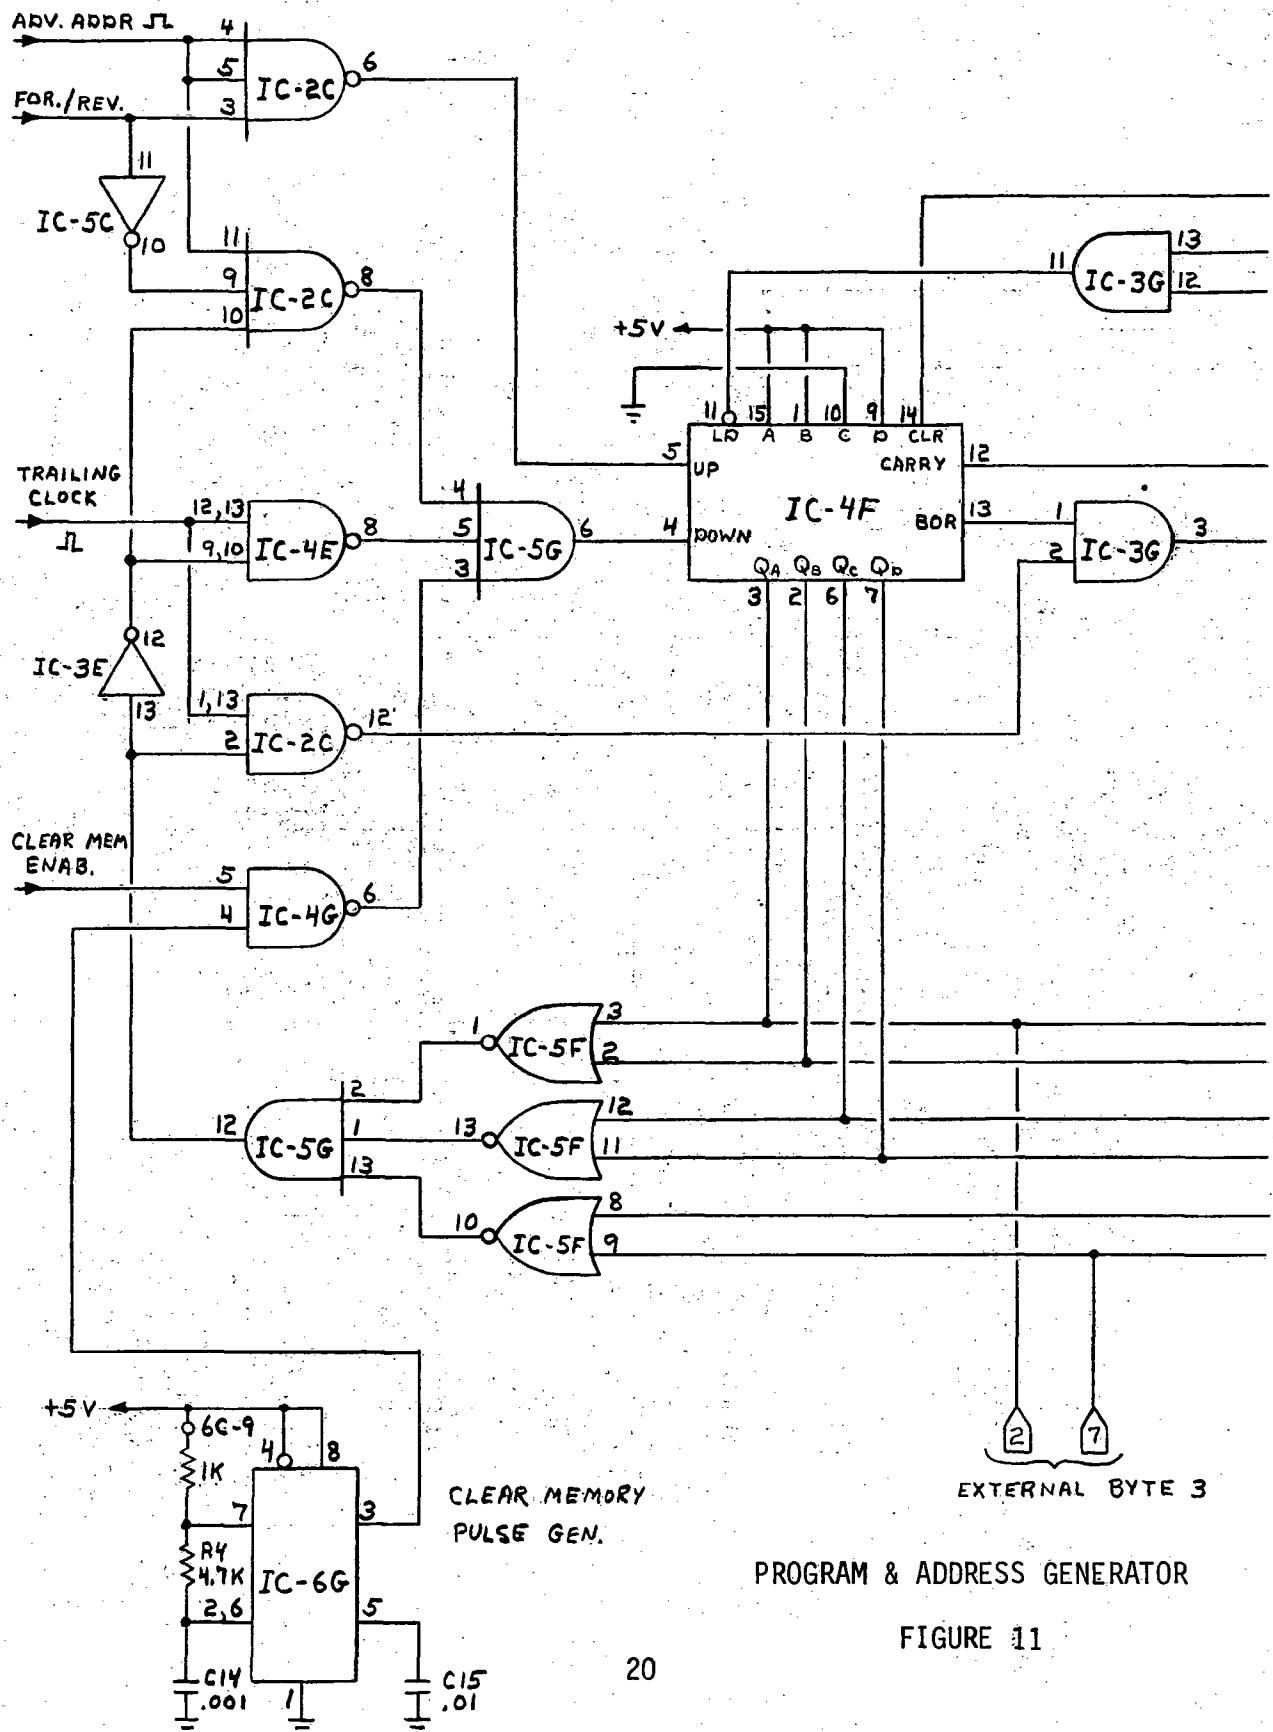 ADV. ADDR
4
5
3
IC-2C
6
FOR./REV.
11
IC-5C
10
11
9
10
IC-2C
8
13
12
11
IC-3G
+5V
11
15
1
10
9
14
LD
A
B
C
D
CLR
5
UP
CARRY
12
IC-4F
BOR
13
4
DOWN
QA
QB
QC
QD
3
2
6
7
1
2
IC-3G
3
TRAILING
CLOCK
12,13
9,10
IC-4E
8
4
5
3
IC-5G
6
12
IC-3E
13
1,13
2
IC-2C
12
CLEAR MEM
ENAB.
5
4
IC-4G
6
1
IC-5F
3
2
12
IC-5G
2
1
13
13
IC-5F
12
11
10
IC-5F
8
9
+5V
6C-9
4
8
1K
7
3
R4
4.7K
IC-6G
2,6
5
C14
.001
1
C15
.01
CLEAR MEMORY
PULSE GEN.
2
7
EXTERNAL BYTE 3
PROGRAM & ADDRESS GENERATOR
FIGURE 11
20